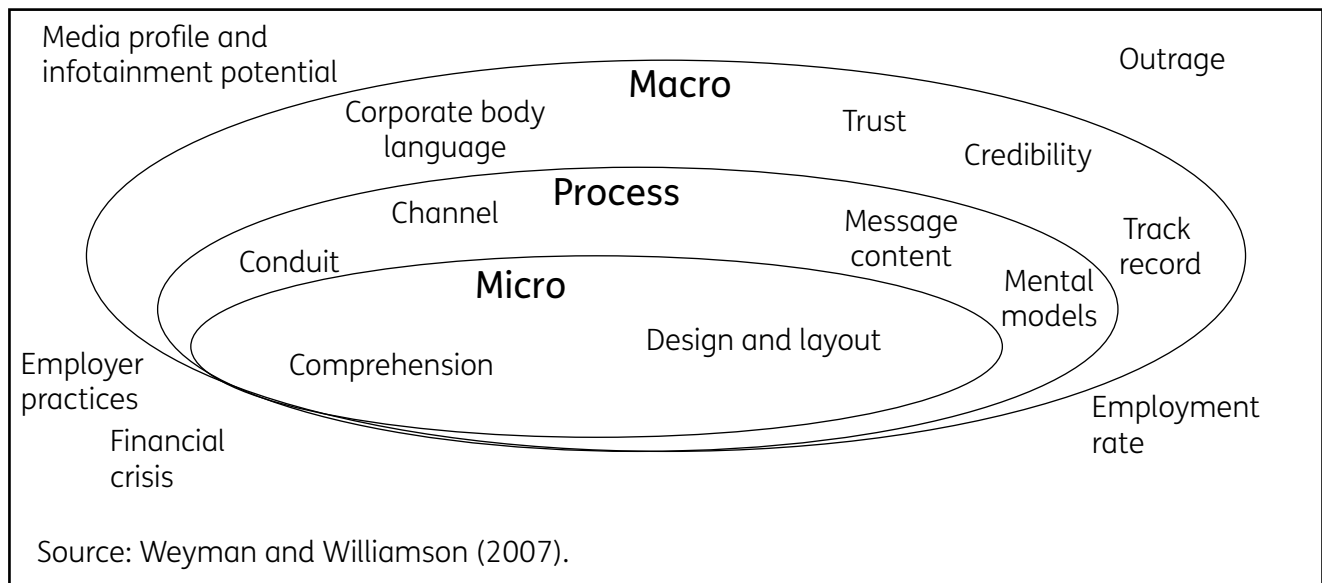 Media profile and
infotainment potential
Outrage
Macro
Corporate body
language
Trust
Credibility
Process
Channel
Message
content
Track
record
Conduit
Mental
models
Micro
Design and layout
Comprehension
Employer
practices
Employment
rate
Financial
crisis
Source: Weyman and Williamson (2007).